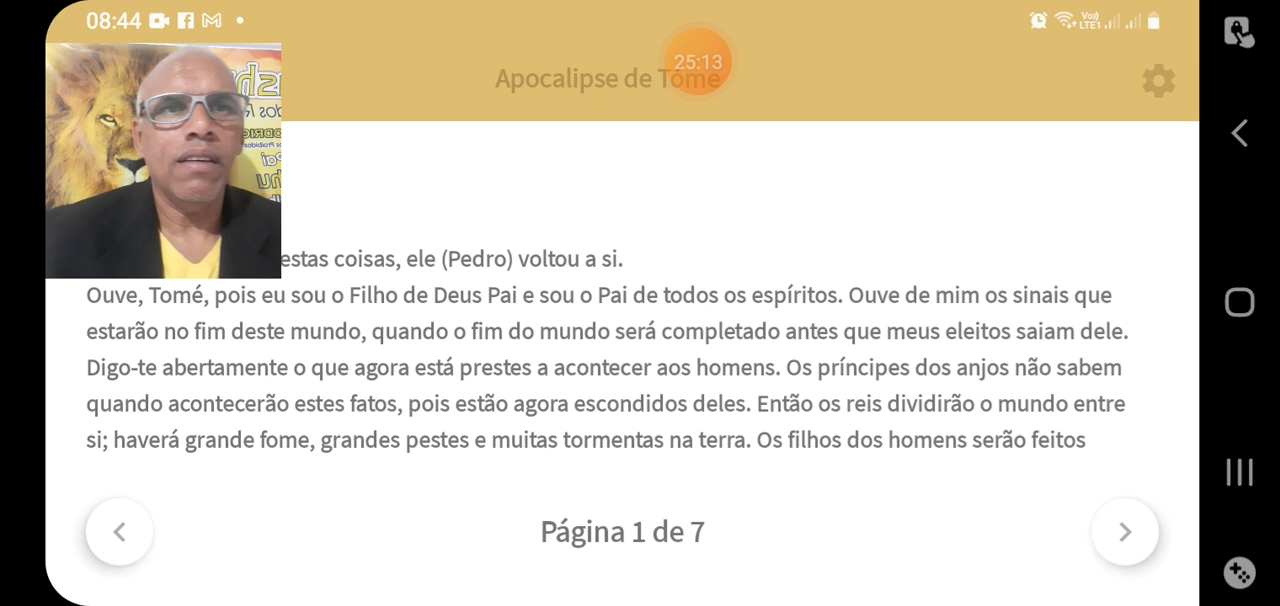 08:44
Vo))
LTE1
25:13
Apocalipse de Tomé
estas coisas, ele (Pedro) voltou a si.
Ouve, Tomé, pois eu sou o Filho de Deus Pai e sou o Pai de todos os espíritos. Ouve de mim os sinais que
estarão no fim deste mundo, quando o fim do mundo será completado antes que meus eleitos saiam dele.
Digo-te abertamente o que agora está prestes a acontecer aos homens. Os príncipes dos anjos não sabem
quando acontecerão estes fatos, pois estão agora escondidos deles. Então os reis dividirão o mundo entre
si; haverá grande fome, grandes pestes e muitas tormentas na terra. Os filhos dos homens serão feitos
Página 1 de 7